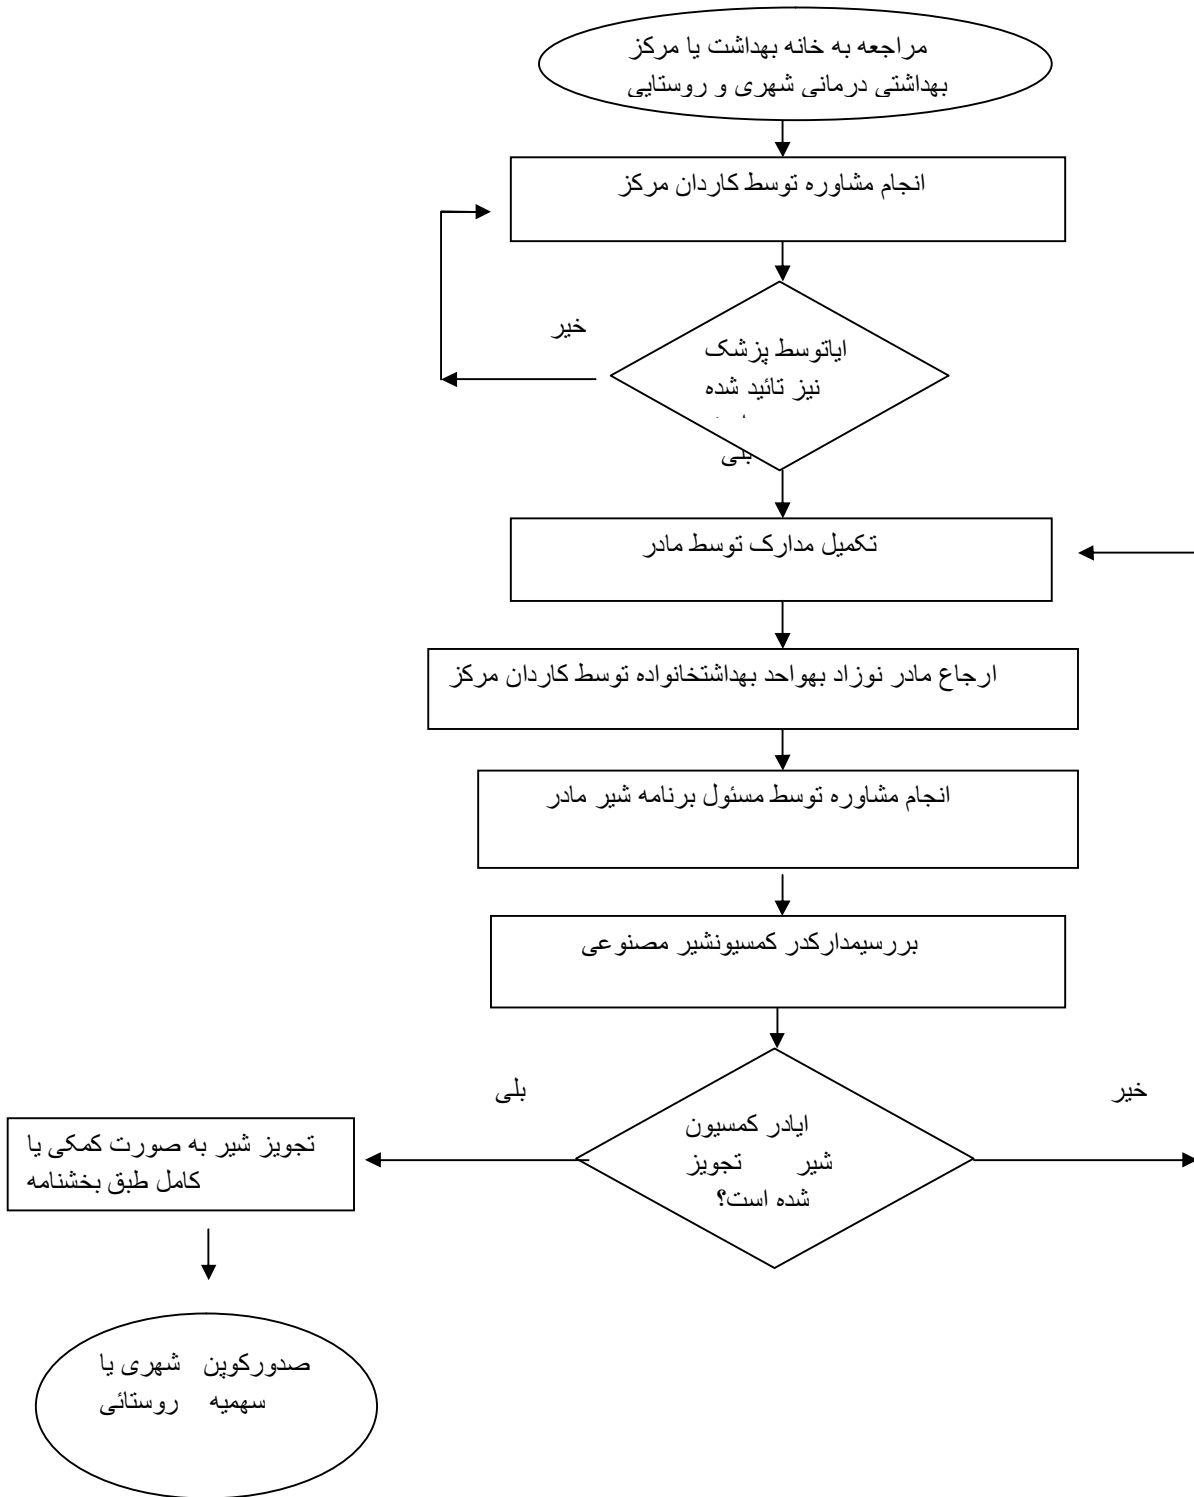 مراجعه به خانه بهداشت یا مرکز
بهداشتی درمانی شهری و روستایی
انجام مشاوره توسط کاردان مرکز
خیر
ایاتوسط پزشک
نیز تائید شده
بلی
تکمیل مدارک توسط مادر
ارجاع مادر نوزاد بهواحد بهداشتخانواده توسط کاردان مرکز
انجام مشاوره توسط مسئول برنامه شیر مادر
بررسیمدارکدر کمسیونشیر مصنوعی
بلی
خیر
ایادر کمسیون
شیر تجویز
شده است؟
تجویز شیر به صورت کمکی یا
کامل طبق بخشنامه
صدورکوپن شهری یا
سهمیه روستائی